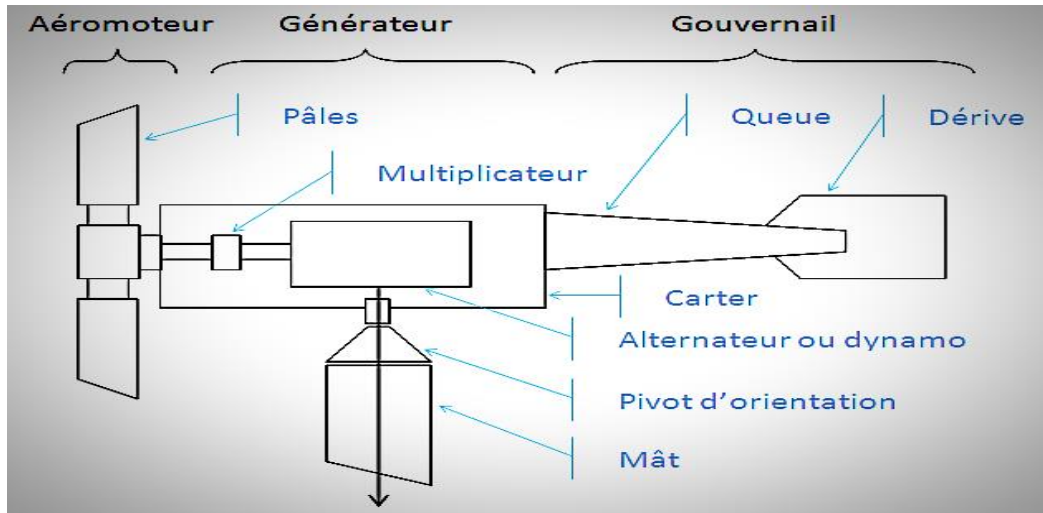 Aéromoteur
Générateur
Gouvernail
Pâles
Queue
Dérive
Multiplicateur
Carter
Alternateur ou dynamo
Pivot d'orientation
Mât